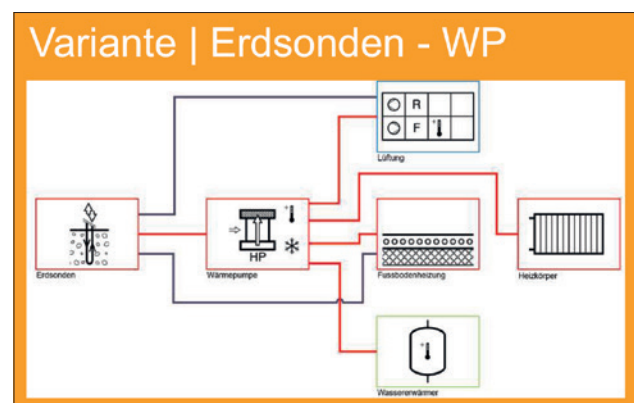 Variante | Erdsonden - WP
R
F
+
Lüftung
+
HP
Erdsonden
Wärmepumpe
Fussbodenheizung
Heizkörper
+
Wassererwärmer